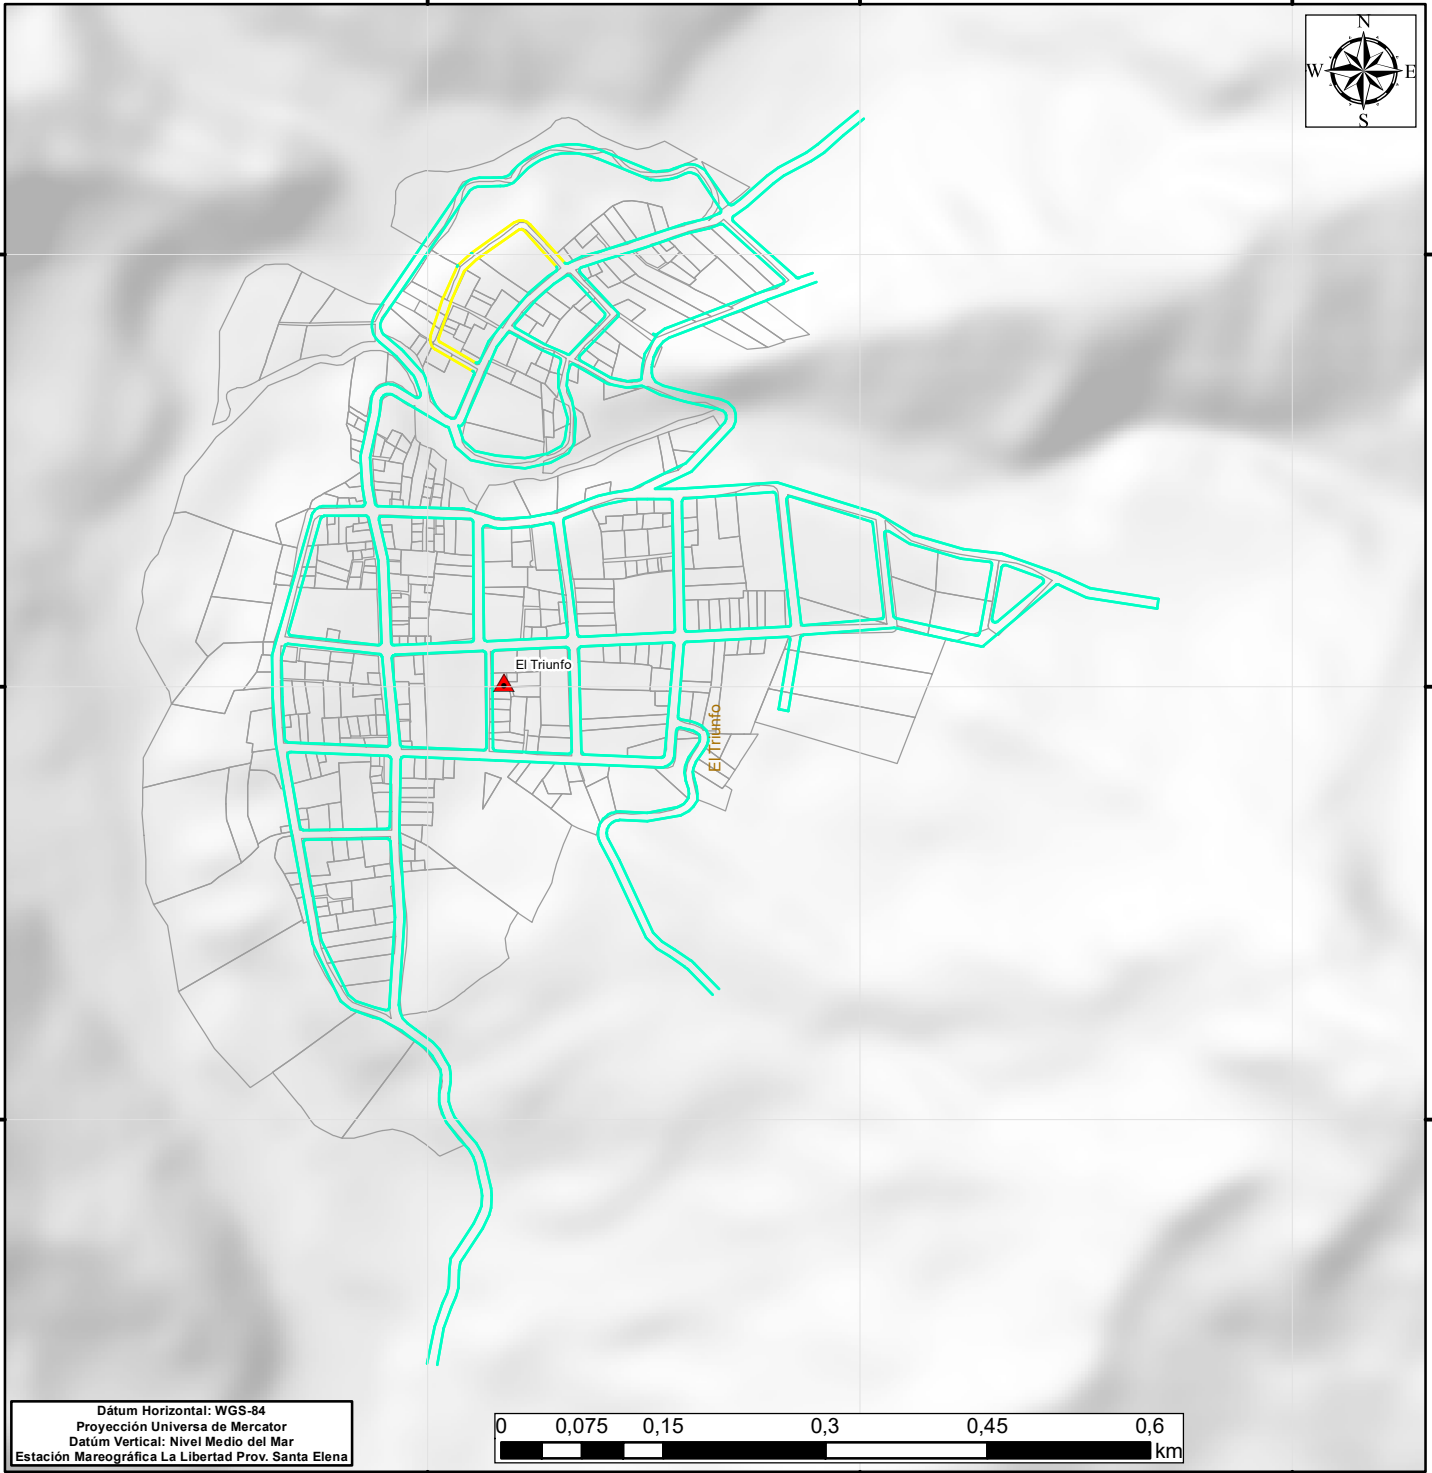 N
W E
S
El Triunfo
El Triunfo
Dátum Horizontal: WGS-84
Proyección Universa de Mercator
Datúm Vertical: Nivel Medio del Mar
Estación Mareográfica La Libertad Prov. Santa Elena
0 0,075 0,15 0,3 0,45 0,6
km